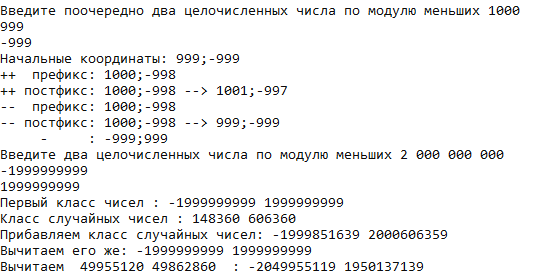 Введите поочередно два целочисленных числа по модулю меньших 1000
999
-999
Начальные координаты: 999;-999
++  префикс: 1000;-998
++ постфикс: 1000;-998 --> 1001;-997
--  префикс: 1000;-998
-- постфикс: 1000;-998 --> 999;-999
     -     : -999;999
Введите два целочисленных числа по модулю меньших 2 000 000 000
-1999999999
1999999999
Первый класс чисел : -1999999999 1999999999
Класс случайных чисел : 148360 606360
Прибавляем класс случайных чисел: -1999851639 2000606359
Вычитаем его же: -1999999999 1999999999
Вычитаем  49955120 49862860  : -2049955119 1950137139